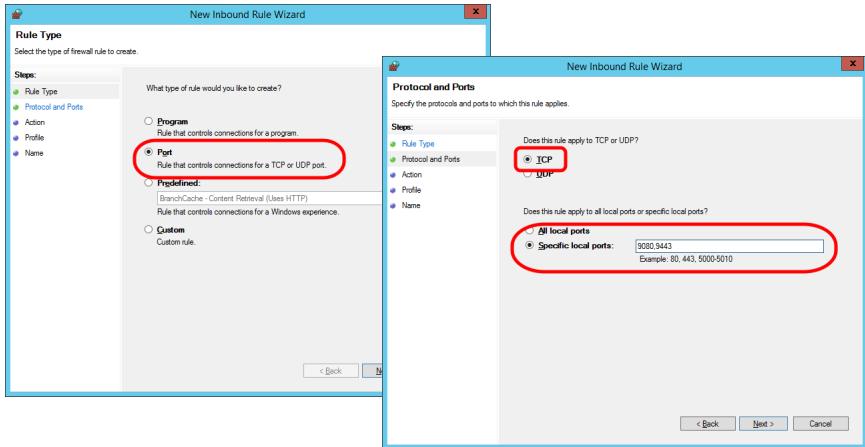 New Inbound Rule Wizard
x
Rule Type
Select the type of firewall rule to create.
Steps:
Rule Type
Protocol and Ports
Action
Profile
Name
What type of rule would you like to create?
Program
Rule that controls connections for a program.
Port
Rule that controls connections for a TCP or UDP port.
Predefined:
BranchCache - Content Retrieval (Uses HTTP)
Rule that controls connections for a Windows experience.
Custom
Custom rule.
< Back
New Inbound Rule Wizard
x
Protocol and Ports
Specify the protocols and ports to which this rule applies.
Steps:
Rule Type
Protocol and Ports
Action
Profile
Name
Does this rule apply to TCP or UDP?
TCP
UDP
Does this rule apply to all local ports or specific local ports?
All local ports
Specific local ports:
9080,9443
Example: 80, 443, 5000-5010
< Back
Next >
Cancel